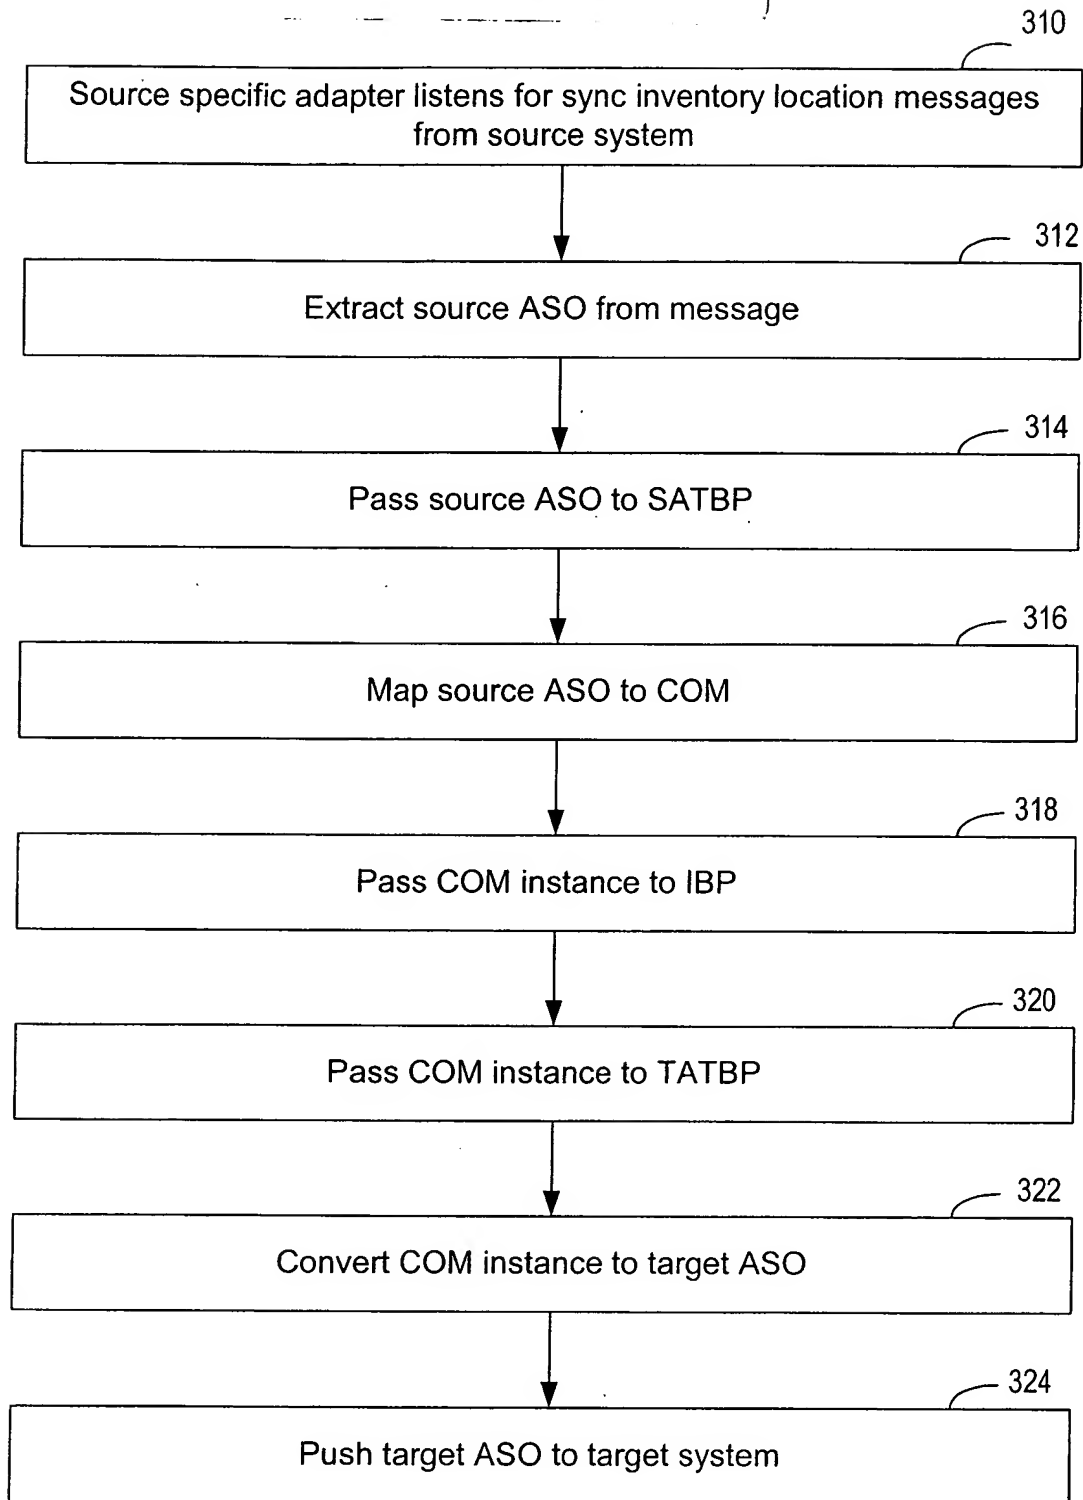 310
Source specific adapter listens for sync inventory location messages
from source system
312
Extract source ASO from message
314
Pass source ASO to SATBP
316
Map source ASO to COM
318
Pass COM instance to IBP
320
Pass COM instance to TATBP
322
Convert COM instance to target ASO
324
Push target ASO to target system